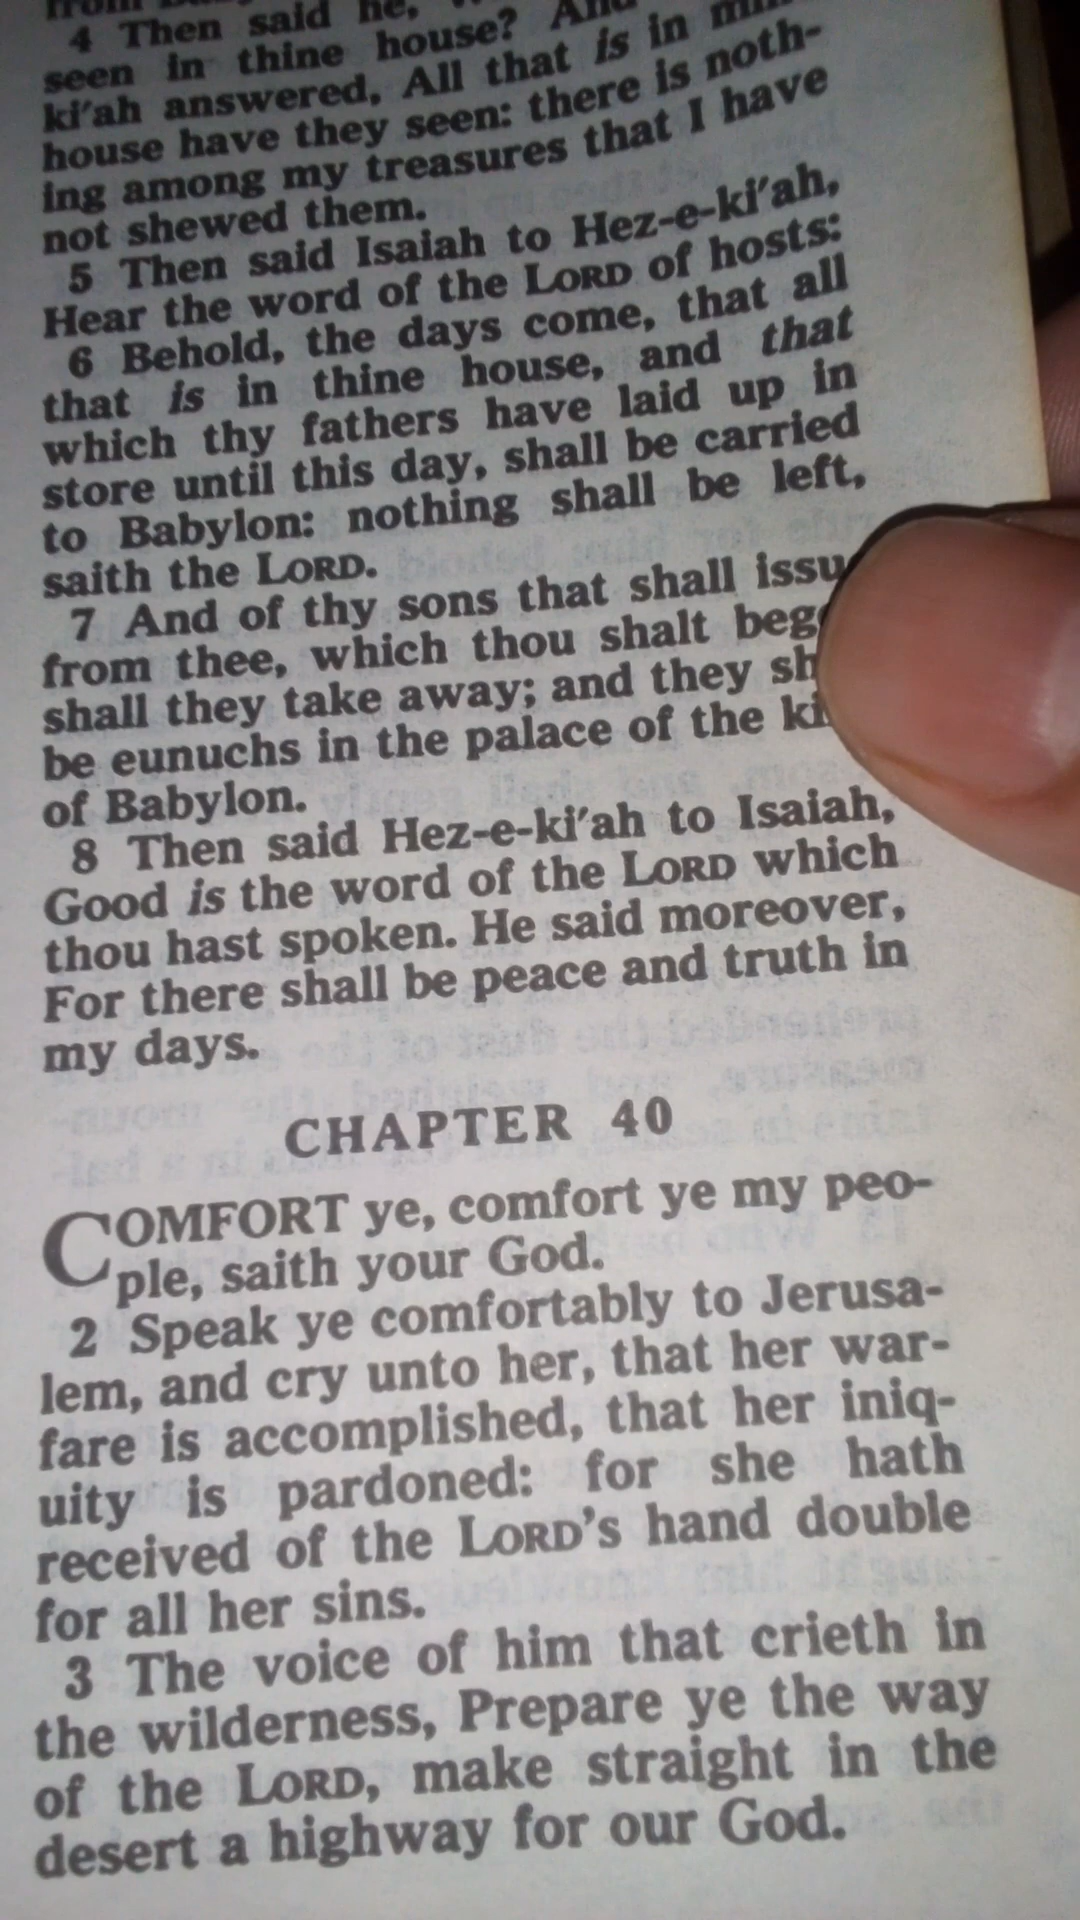 4 Then said he,
seen in thine house?
ki'ah answered, All that is in
house have they seen: there is noth-
ing among my treasures that I have
not shewed them.
5 Then said Isaiah to Hez-e-ki'ah,
Hear the word of the LORD of hosts:
6 Behold, the days come, that all
that is in thine house, and that
which thy fathers have laid up in
store until this day, shall be carried
to Babylon: nothing shall be left,
saith the LORD.
7 And of thy sons that shall issu
from thee, which thou shalt beg
shall they take away; and they sh
be eunuchs in the palace of the ki
of Babylon.
8 Then said Hez-e-ki'ah to Isaiah,
Good is the word of the LORD which
thou hast spoken. He said moreover,
For there shall be peace and truth in
my days.
CHAPTER 40
COMFORT ye, comfort ye my peo-
ple, saith your God.
2 Speak ye comfortably to Jerusa-
lem, and cry unto her, that her war-
fare is accomplished, that her iniq-
uity is pardoned: for she hath
received of the LORD's hand double
for all her sins.
3 The voice of him that crieth in
the wilderness, Prepare ye the way
of the LORD, make straight in the
desert a highway for our God.